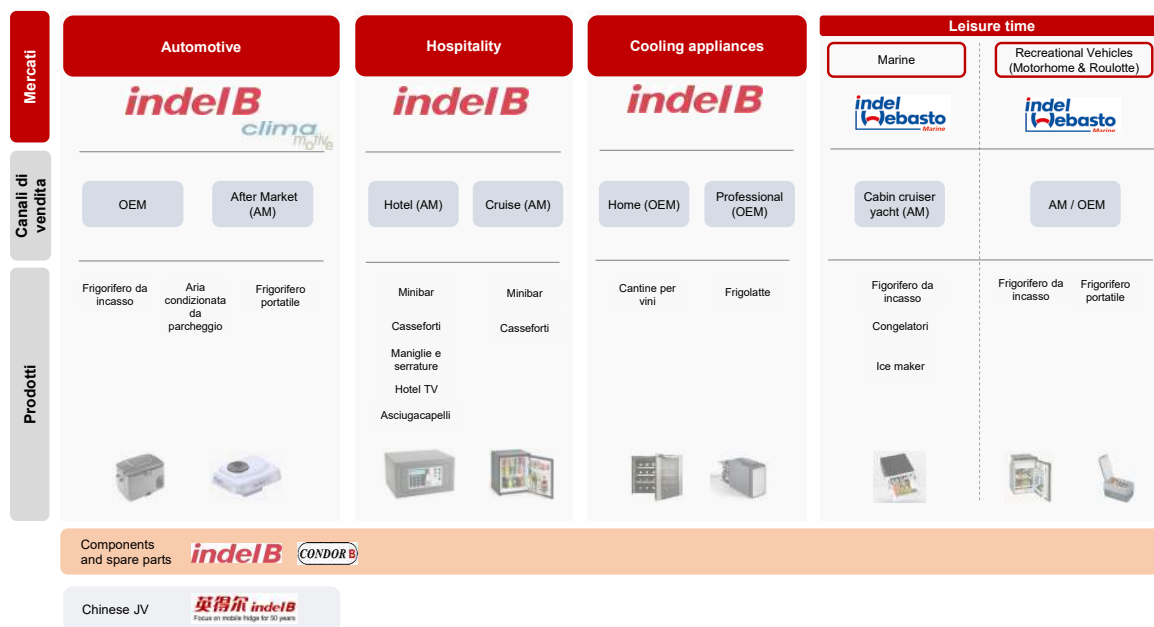 Mercati
Automotive
Hospitality
Cooling appliances
Leisure time
Marine
Recreational Vehicles
(Motorhome & Roulotte)
indelB
clima
motive
indelB
indelB
indel
Webasto
Marine
indel
Webasto
Marine
Canali di
vendita
OEM
After Market
(AM)
Hotel (AM)
Cruise (AM)
Home (OEM)
Professional
(OEM)
Cabin cruiser
yacht (AM)
AM / OEM
Prodotti
Frigorifero da
incasso
Aria
condizionata
da
parcheggio
Frigorifero
portatile
Minibar
Casseforti
Maniglie e
serrature
Hotel TV
Asciugacapelli
Minibar
Casseforti
Cantine per
vini
Frigolatte
Figorifero da
incasso
Congelatori
Ice maker
Frigorifero da
incasso
Frigorifero
portatile
Components
and spare parts
indelB
CONDOR B
Chinese JV
英得尔 indelB
Focus on mobile fridge for 50 years